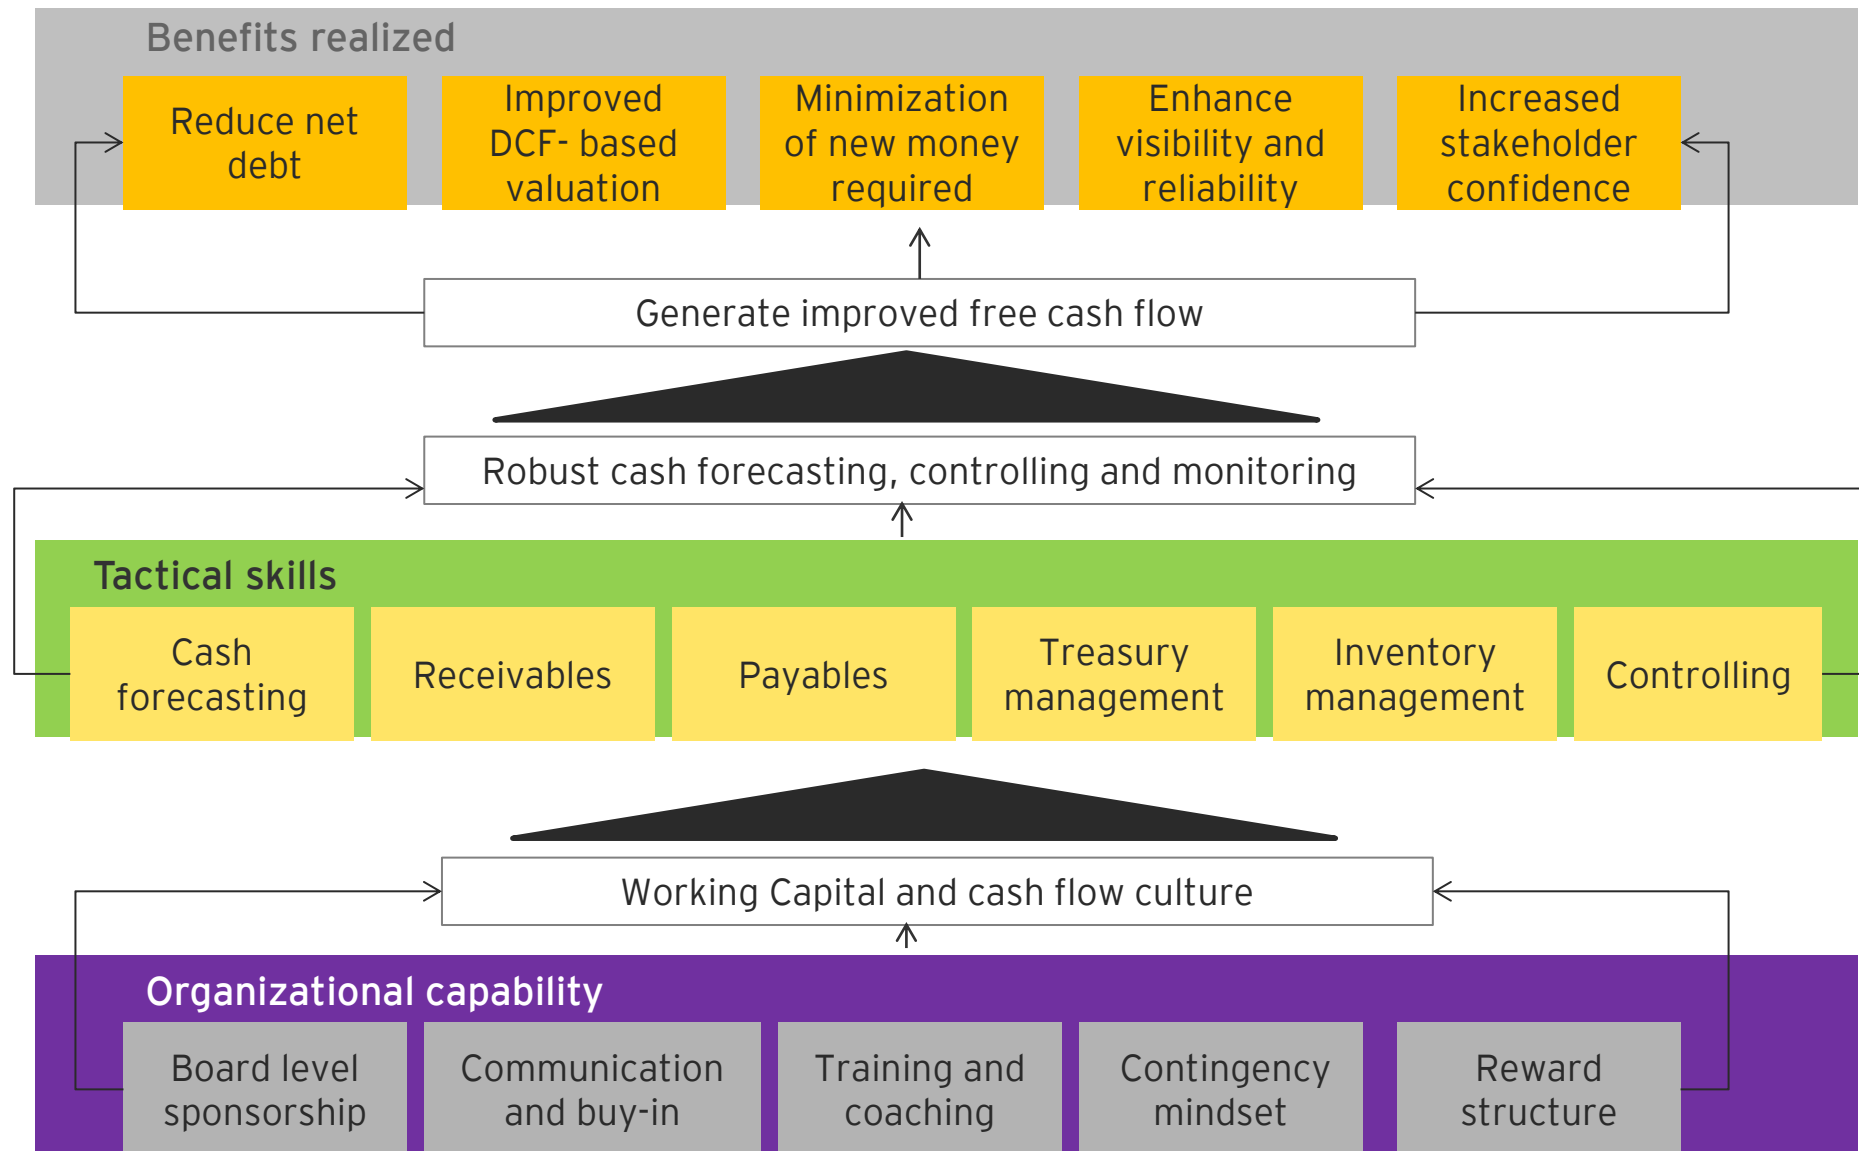 Benefits realized
Reduce net
debt
Improved
DCF- based
valuation
Minimization
of new money
required
Enhance
visibility and
reliability
Increased
stakeholder
confidence
Generate improved free cash flow
Robust cash forecasting, controlling and monitoring
Tactical skills
Cash
forecasting
Receivables
Payables
Treasury
management
Inventory
management
Controlling
Working Capital and cash flow culture
Organizational capability
Board level
sponsorship
Communication
and buy-in
Training and
coaching
Contingency
mindset
Reward
structure